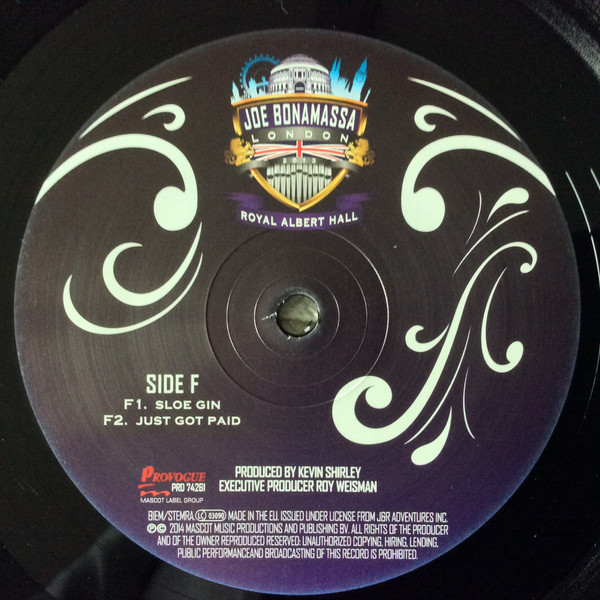 JOE BONAMASSA
LONDON
2013
ROYAL ALBERT HALL
SIDE F
F1. SLOE GIN
F2. JUST GOT PAID
PROVOGUE
PRD 74261
MASCOT LABEL GROUP
PRODUCED BY KEVIN SHIRLEY
EXECUTIVE PRODUCER ROY WEISMAN
BIEM/STEMRA LC 03090 MADE IN THE EU. ISSUED UNDER LICENSE FROM J&R ADVENTURES INC.
℗© 2014 MASCOT MUSIC PRODUCTIONS AND PUBLISHING BV. ALL RIGHTS OF THE PRODUCER
AND OF THE OWNER REPRODUCED RESERVED: UNAUTHORIZED COPYING, HIRING, LENDING,
PUBLIC PERFORMANCEAND BROADCASTING OF THIS RECORD IS PROHIBITED.